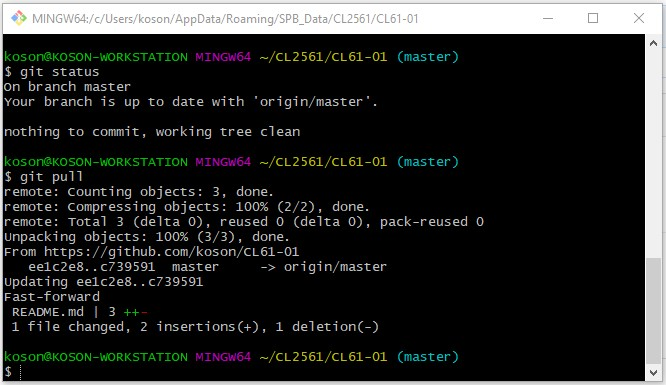 MINGW64:/c/Users/koson/AppData/Roaming/SPB_Data/CL2561/CL61-01
koson@KOSON-WORKSTATION MINGW64 ~/CL2561/CL61-01 (master)
$ git status
On branch master
Your branch is up to date with 'origin/master'.
nothing to commit, working tree clean
koson@KOSON-WORKSTATION MINGW64 ~/CL2561/CL61-01 (master)
$ git pull
remote: Counting objects: 3, done.
remote: Compressing objects: 100% (2/2), done.
remote: Total 3 (delta 0), reused 0 (delta 0), pack-reused 0
Unpacking objects: 100% (3/3), done.
From https://github.com/koson/CL61-01
   ee1c2e8..c739591  master     -> origin/master
Updating ee1c2e8..c739591
Fast-forward
 README.md | 3 ++-
 1 file changed, 2 insertions(+), 1 deletion(-)
koson@KOSON-WORKSTATION MINGW64 ~/CL2561/CL61-01 (master)
$